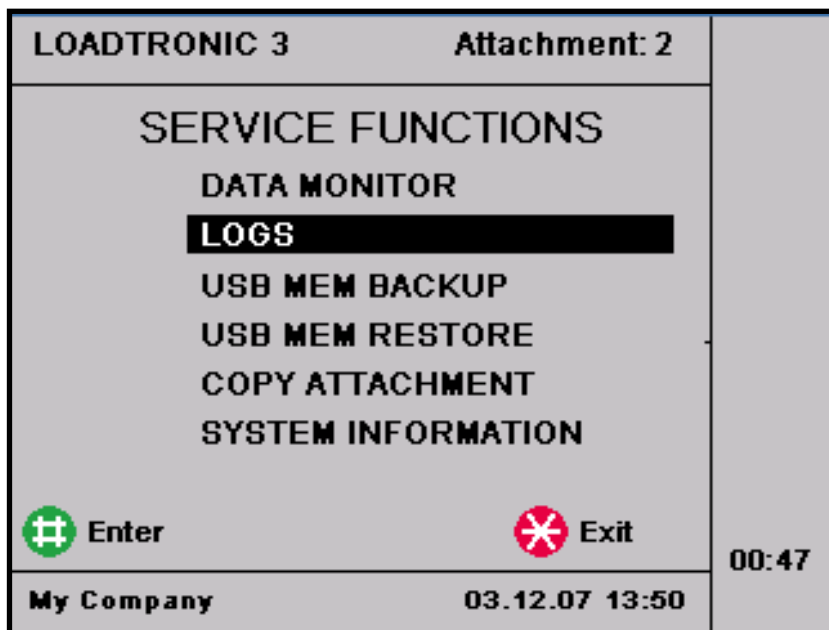 LOADTRONIC 3 Attachment: 2
SERVICE FUNCTIONS
DATA MONITOR
LOGS
USB MEM BACKUP
USB MEM RESTORE
COPY ATTACHMENT
SYSTEM INFORMATION
# Enter * Exit
00:47
My Company 03.12.07 13:50